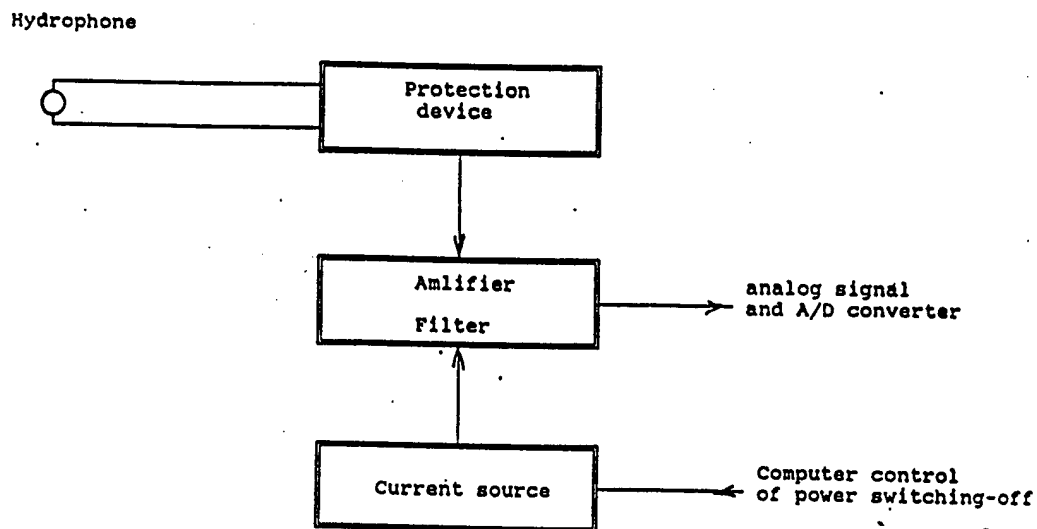 Hydrophone
Protection
device
Amlifier
Filter
analog signal
and A/D converter
Current source
Computer control
of power switching-off